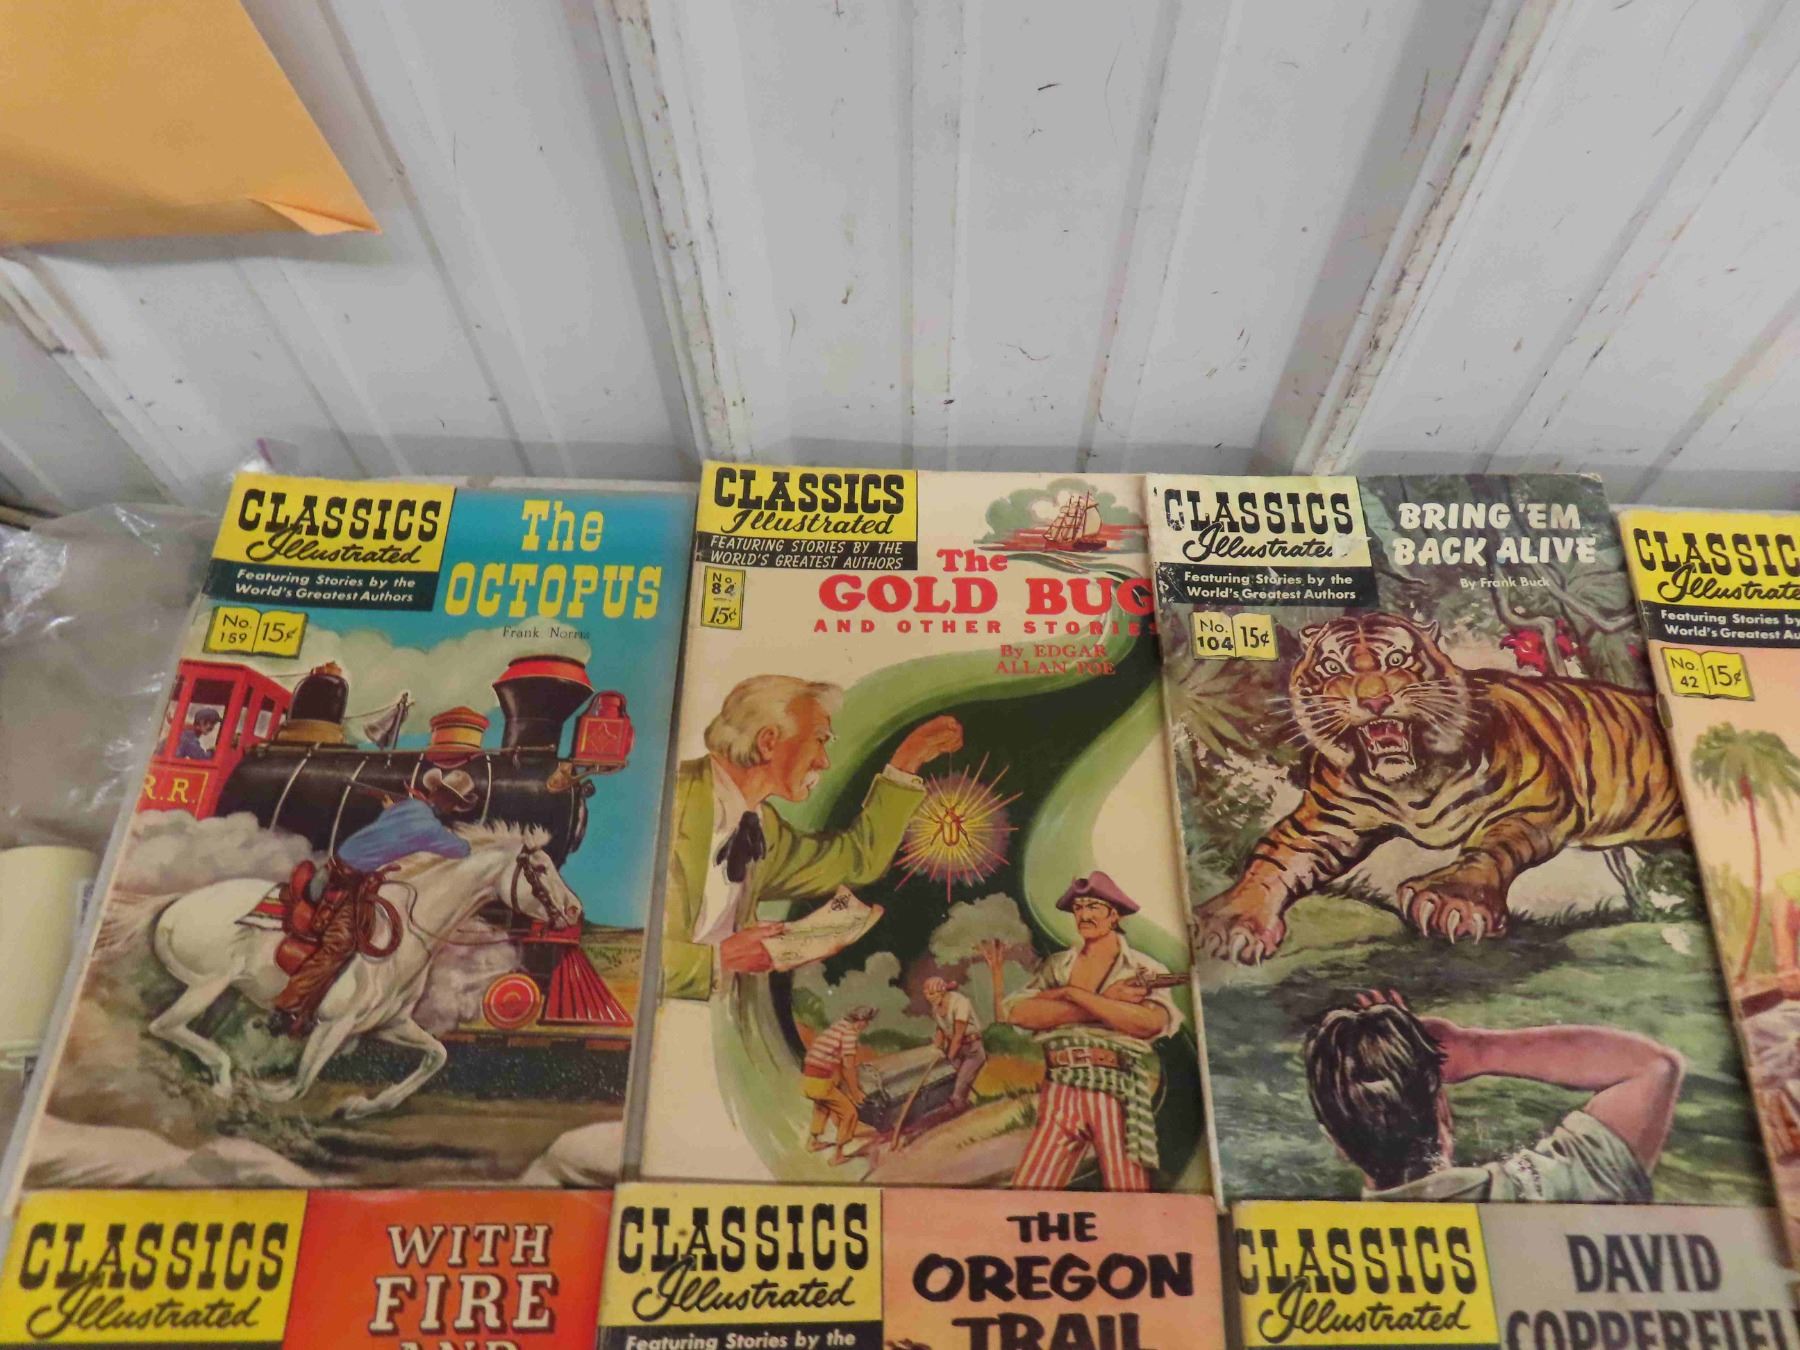 CLASSICS
Illustrated
Featuring Stories by the
World's Greatest Authors
No.
159
15¢
The
OCTOPUS
Frank Norris
R.R.
CLASSICS
Illustrated
FEATURING STORIES BY THE
WORLD'S GREATEST AUTHORS
No.
84
15¢
The
GOLD BUG
AND OTHER STORIES
By EDGAR
ALLAN POE
CLASSICS
Illustrated
Featuring Stories by the
World's Greatest Authors
No.
104
15¢
BRING 'EM
BACK ALIVE
By Frank Buck
CLASSIC
Illustrate
Featuring Stories by
World's Greatest Au
No.
42
15¢
CLASSICS
Illustrated
WITH
FIRE
AND
CLASSICS
Illustrated
Featuring Stories by the
THE
OREGON
TRAIL
CLASSICS
Illustrated
DAVID
COPPERFIEL